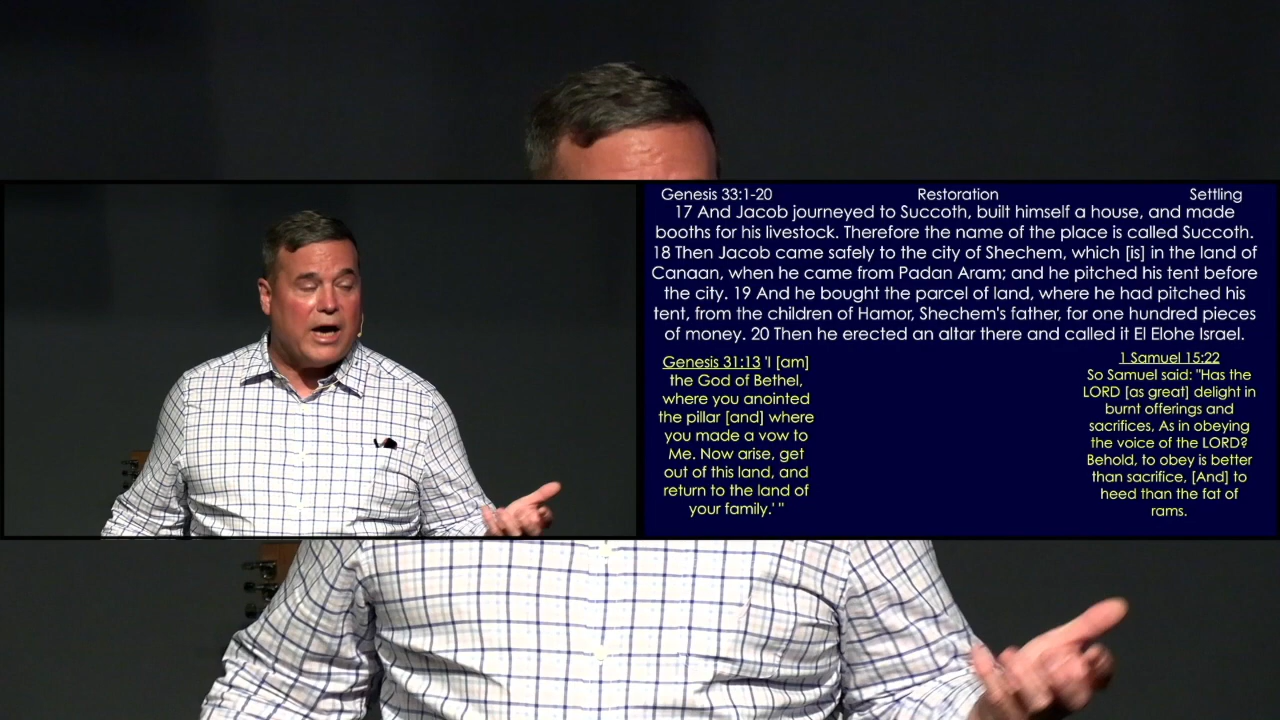 Genesis 33:1-20 Restoration Settling
17 And Jacob journeyed to Succoth, built himself a house, and made
booths for his livestock. Therefore the name of the place is called Succoth.
18 Then Jacob came safely to the city of Shechem, which [is] in the land of
Canaan, when he came from Padan Aram; and he pitched his tent before
the city. 19 And he bought the parcel of land, where he had pitched his
tent, from the children of Hamor, Shechem's father, for one hundred pieces
of money. 20 Then he erected an altar there and called it El Elohe Israel.
Genesis 31:13 'I [am]
the God of Bethel,
where you anointed
the pillar [and] where
you made a vow to
Me. Now arise, get
out of this land, and
return to the land of
your family.' "
1 Samuel 15:22
So Samuel said: "Has the
LORD [as great] delight in
burnt offerings and
sacrifices, As in obeying
the voice of the LORD?
Behold, to obey is better
than sacrifice, [And] to
heed than the fat of
rams.